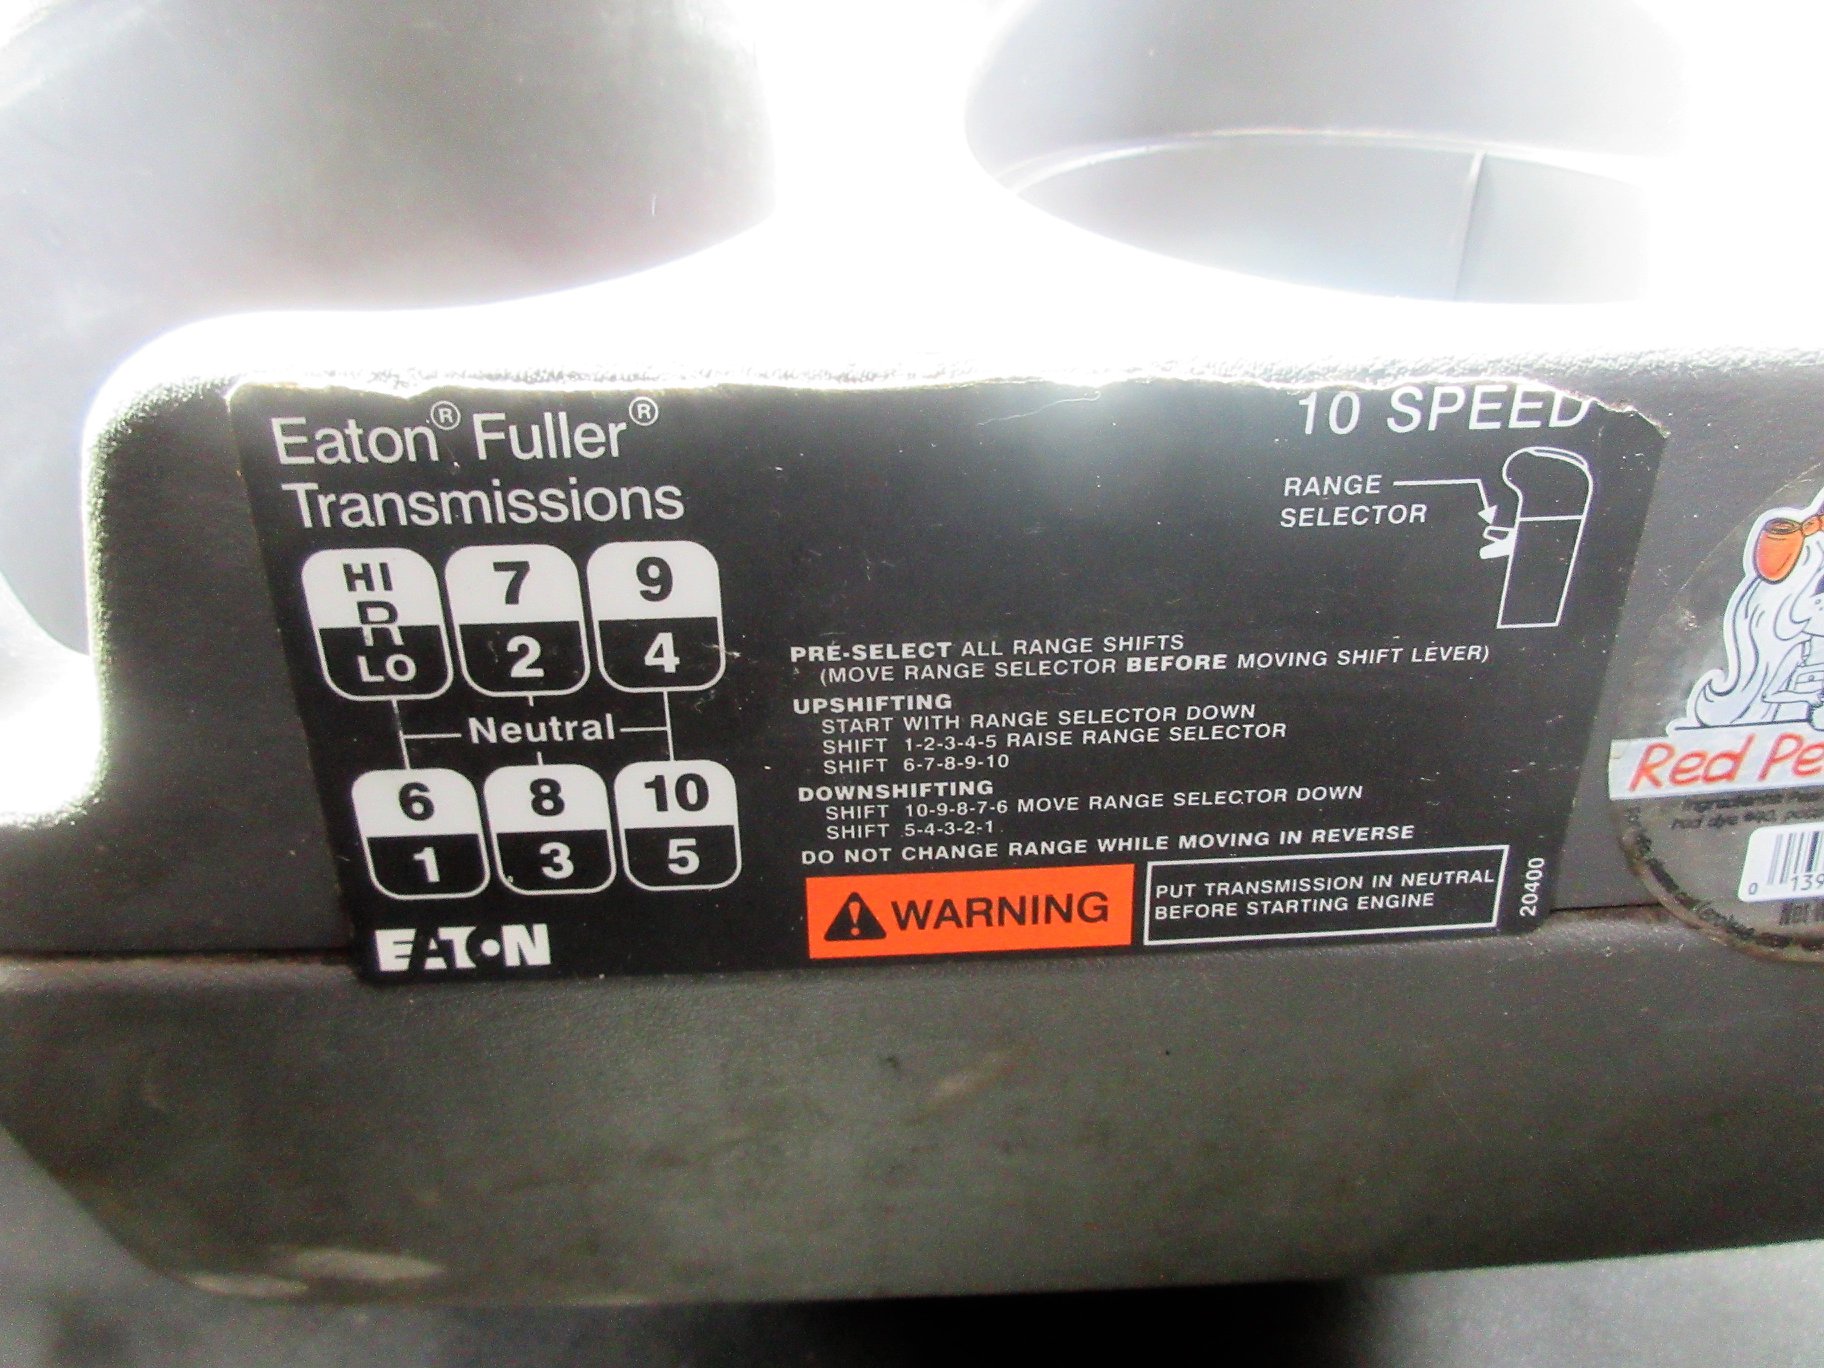 Eaton® Fuller®
Transmissions
10 SPEED
RANGE
SELECTOR
HI 7 9
R
LO 2 4
Neutral
6 8 10
1 3 5
EATON
PRE-SELECT ALL RANGE SHIFTS
(MOVE RANGE SELECTOR BEFORE MOVING SHIFT LEVER)
UPSHIFTING
START WITH RANGE SELECTOR DOWN
SHIFT 1-2-3-4-5 RAISE RANGE SELECTOR
SHIFT 6-7-8-9-10
DOWNSHIFTING
SHIFT 10-9-8-7-6 MOVE RANGE SELECTOR DOWN
SHIFT 5-4-3-2-1
DO NOT CHANGE RANGE WHILE MOVING IN REVERSE
WARNING
PUT TRANSMISSION IN NEUTRAL
BEFORE STARTING ENGINE
20400
Red Pe
0 139